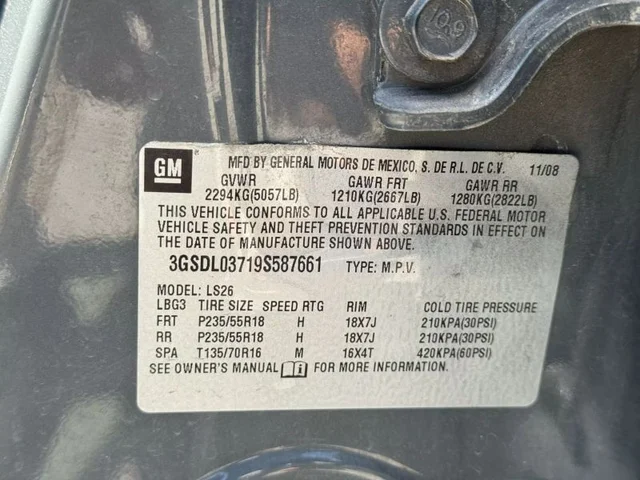 10.9
GM
MFD BY GENERAL MOTORS DE MEXICO, S. DE R.L. DE C.V. 11/08
GVWR GAWR FRT GAWR RR
2294KG(5057LB) 1210KG(2667LB) 1280KG(2822LB)
THIS VEHICLE CONFORMS TO ALL APPLICABLE U.S. FEDERAL MOTOR
VEHICLE SAFETY AND THEFT PREVENTION STANDARDS IN EFFECT ON THE
DATE OF MANUFACTURE SHOWN ABOVE.
3GSDL03719S587661 TYPE: M.P.V.
MODEL: LS26
LBG3 TIRE SIZE SPEED RTG RIM COLD TIRE PRESSURE
FRT P235/55R18 H 18X7J 210KPA(30PSI)
RR P235/55R18 H 18X7J 210KPA(30PSI)
SPA T135/70R16 M 16X4T 420KPA(60PSI)
SEE OWNER'S MANUAL FOR MORE INFORMATION.